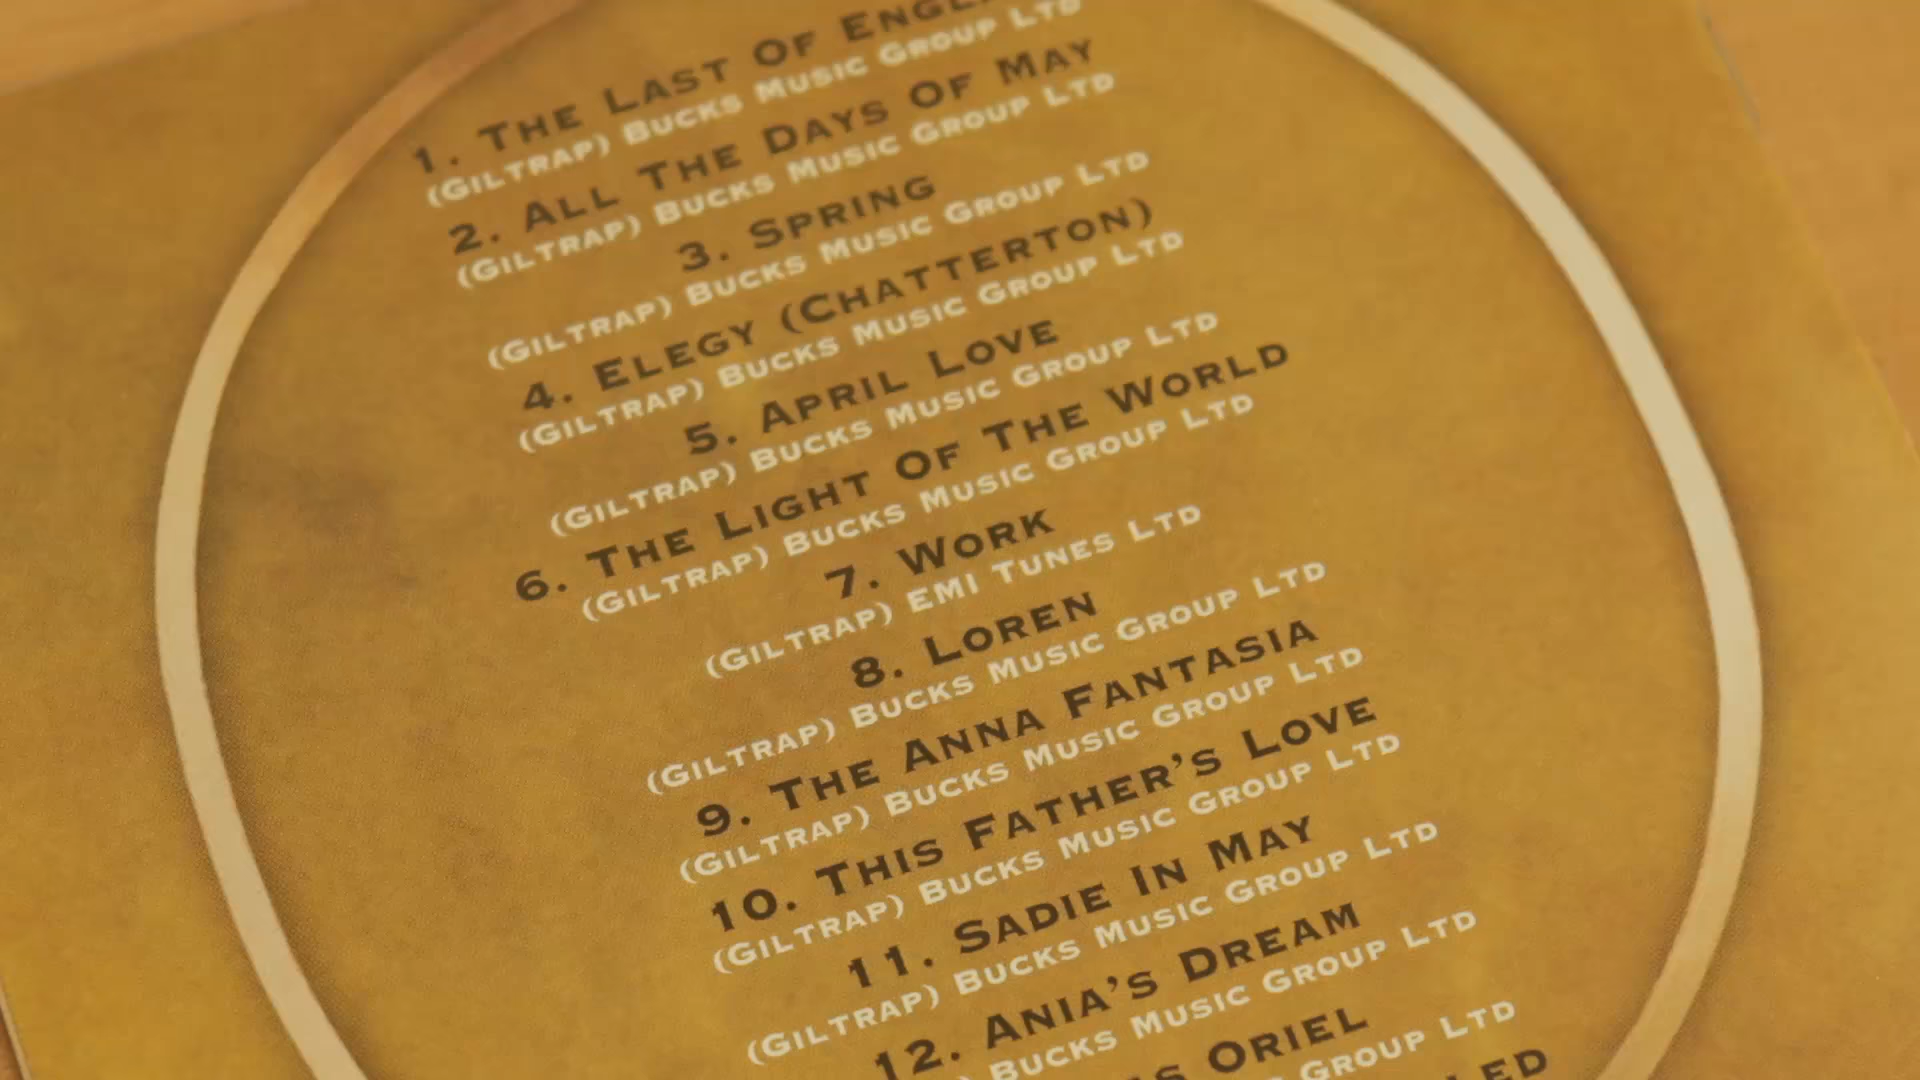 1. THE LAST OF
(GILTRAP) BUCKS MUSIC GROUP LTD
2. ALL THE DAYS OF MAY
(GILTRAP) BUCKS MUSIC GROUP LTD
3. SPRING
(GILTRAP) BUCKS MUSIC GROUP LTD
4. ELEGY (CHATTERTON)
(GILTRAP) BUCKS MUSIC GROUP LTD
5. APRIL LOVE
(GILTRAP) BUCKS MUSIC GROUP LTD
6. THE LIGHT OF THE WORLD
(GILTRAP) BUCKS MUSIC GROUP LTD
7. WORK
(GILTRAP) EMI TUNES LTD
8. LOREN
(GILTRAP) BUCKS MUSIC GROUP LTD
9. THE ANNA FANTASIA
(GILTRAP) BUCKS MUSIC GROUP LTD
10. THIS FATHER'S LOVE
(GILTRAP) BUCKS MUSIC GROUP LTD
11. SADIE IN MAY
(GILTRAP) BUCKS MUSIC GROUP LTD
12. ANIA'S DREAM
BUCKS MUSIC GROUP LTD
ORIEL
GROUP LTD